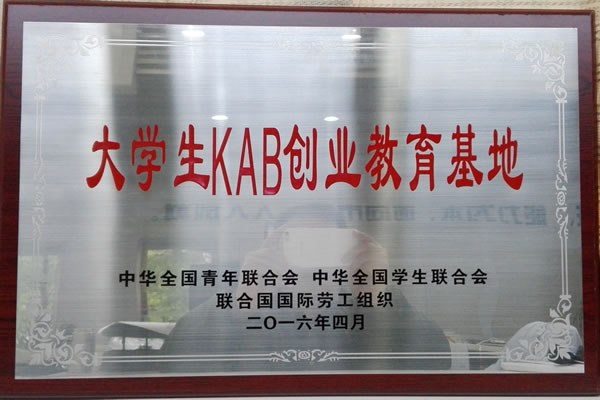 大学生KAB创业教育基地
中华全国青年联合会 中华全国学生联合会
联合国国际劳工组织
二〇一六年四月